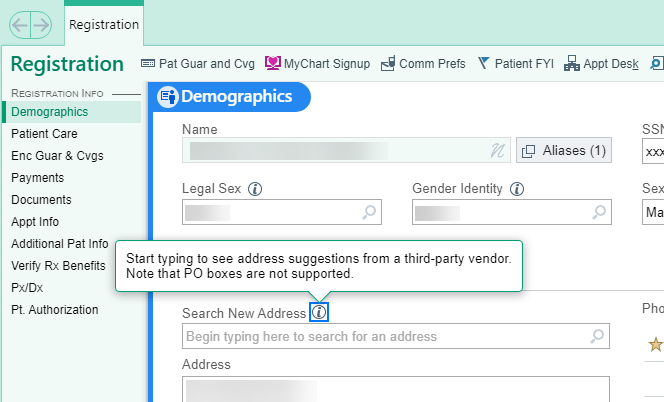 Registration
Registration
Pat Guar and Cvg
MyChart Signup
Comm Prefs
Patient FYI
Appt Desk
REGISTRATION INFO
Demographics
Patient Care
Enc Guar & Cvgs
Payments
Documents
Appt Info
Additional Pat Info
Verify Rx Benefits
Px/Dx
Pt. Authorization
Demographics
Name
Aliases (1)
SSN
xxx
Legal Sex
Gender Identity
Sex
Ma
Start typing to see address suggestions from a third-party vendor.
Note that PO boxes are not supported.
Search New Address
Begin typing here to search for an address
Pho
Address